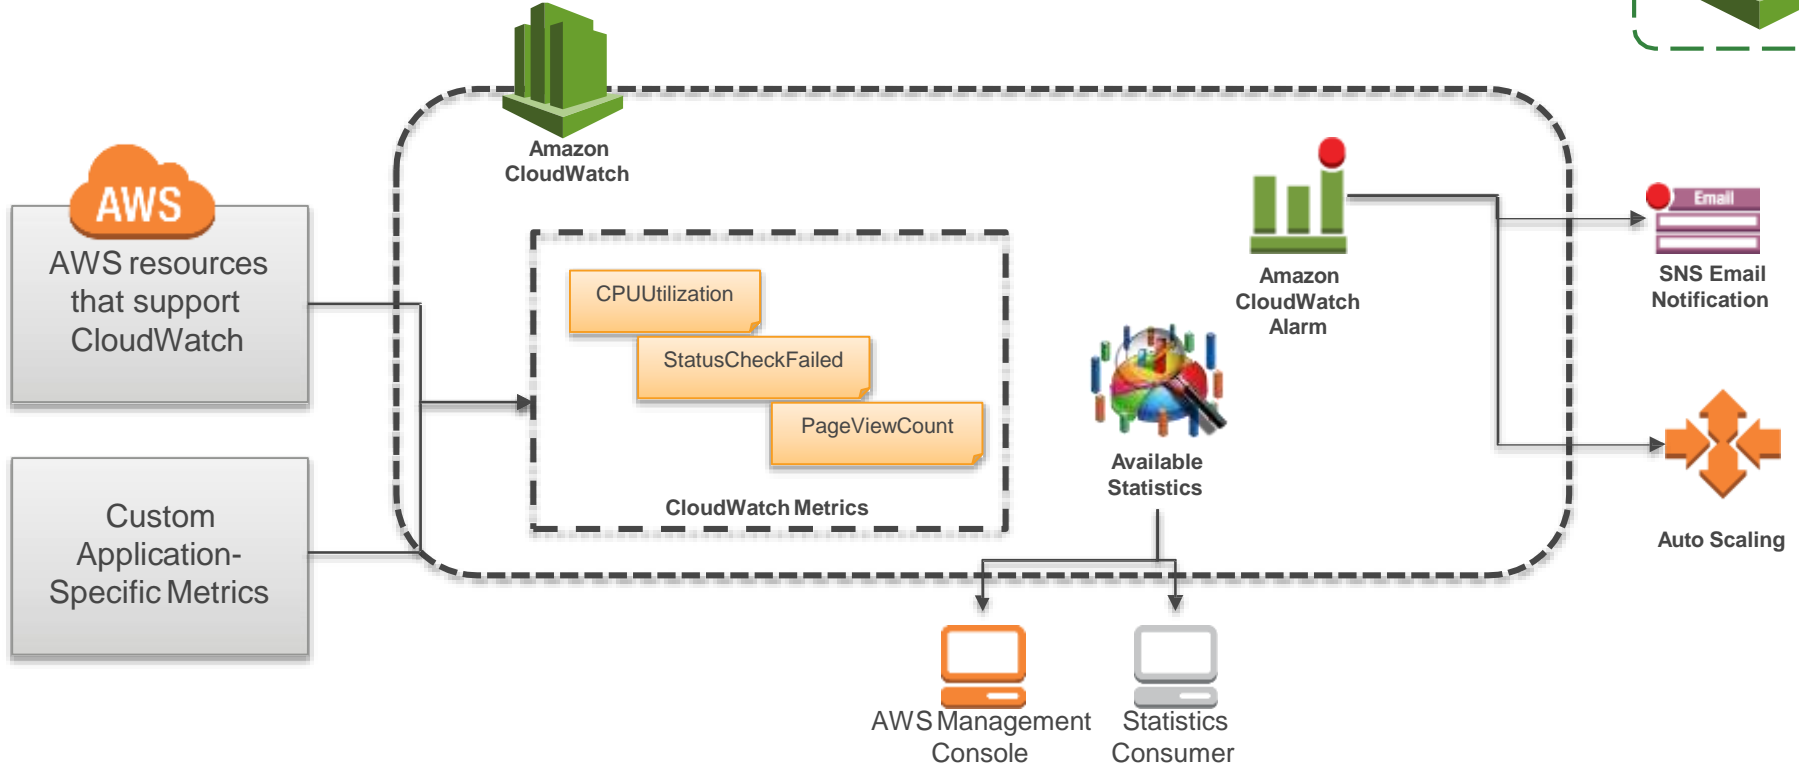 Amazon
CloudWatch
AWS
AWS resources
that support
CloudWatch
Custom
Application-
Specific Metrics
CPUUtilization
StatusCheckFailed
PageViewCount
CloudWatch Metrics
Amazon
CloudWatch
Alarm
Available
Statistics
Email
SNS Email
Notification
Auto Scaling
AWS Management
Console
Statistics
Consumer